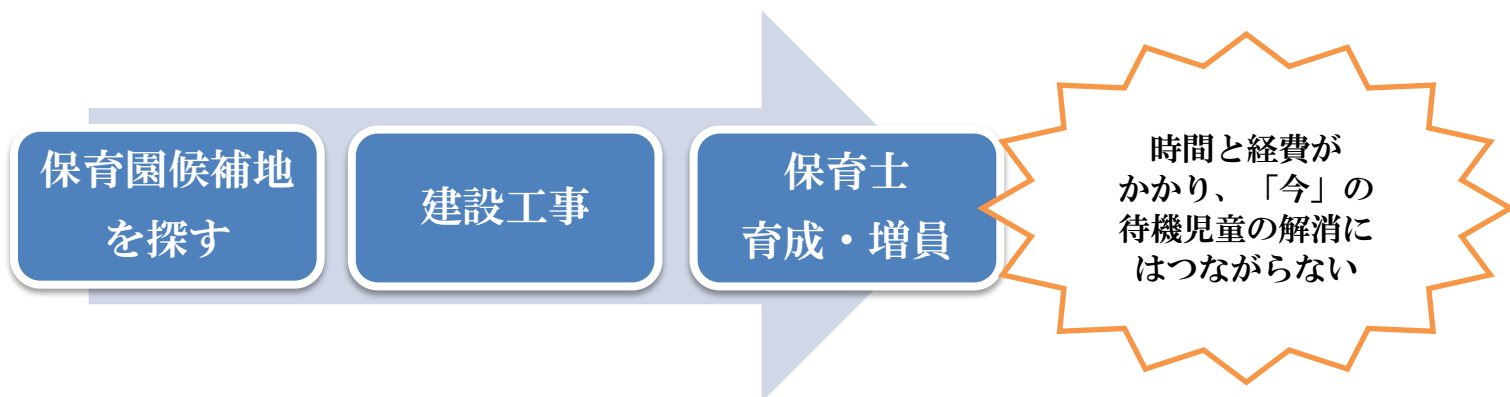 保育園候補地
を探す
建設工事
保育士
育成・増員
時間と経費が
かかり、「今」の
待機児童の解消に
はつながらない